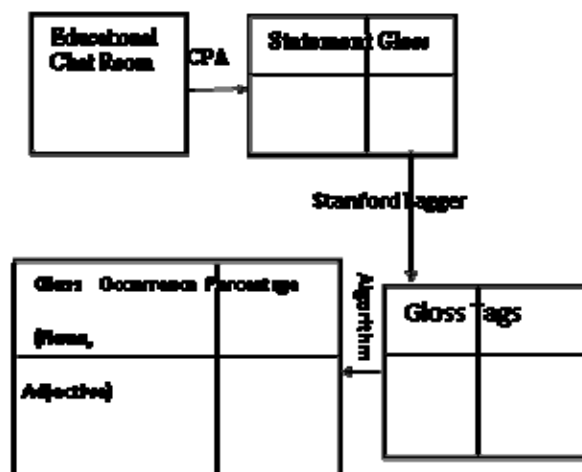 Educational
Chat Room
CPA
Statement Gloss
Stanford Tagger
Gloss Tags
Algorithm
Gloss Occurrence Percentage
(Noun,
Adjective)